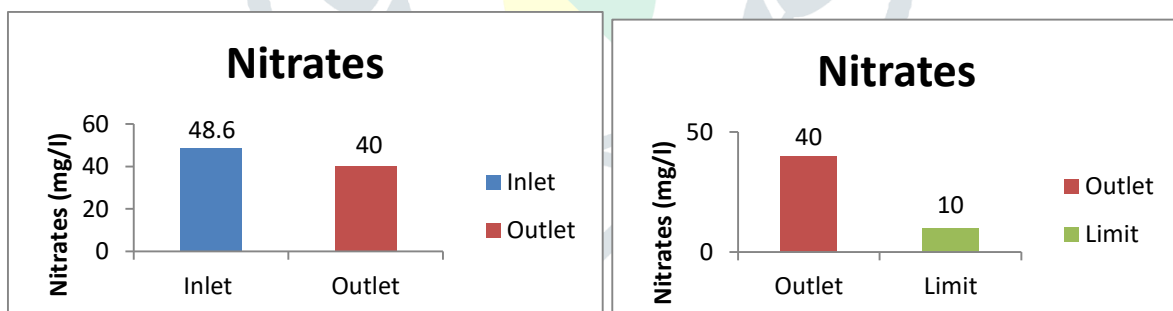 Nitrates
Nitrates (mg/l)
60
40
20
0
48.6
40
Inlet
Outlet
Inlet
Outlet
Nitrates
Nitrates (mg/l)
50
0
40
10
Outlet
Limit
Outlet
Limit